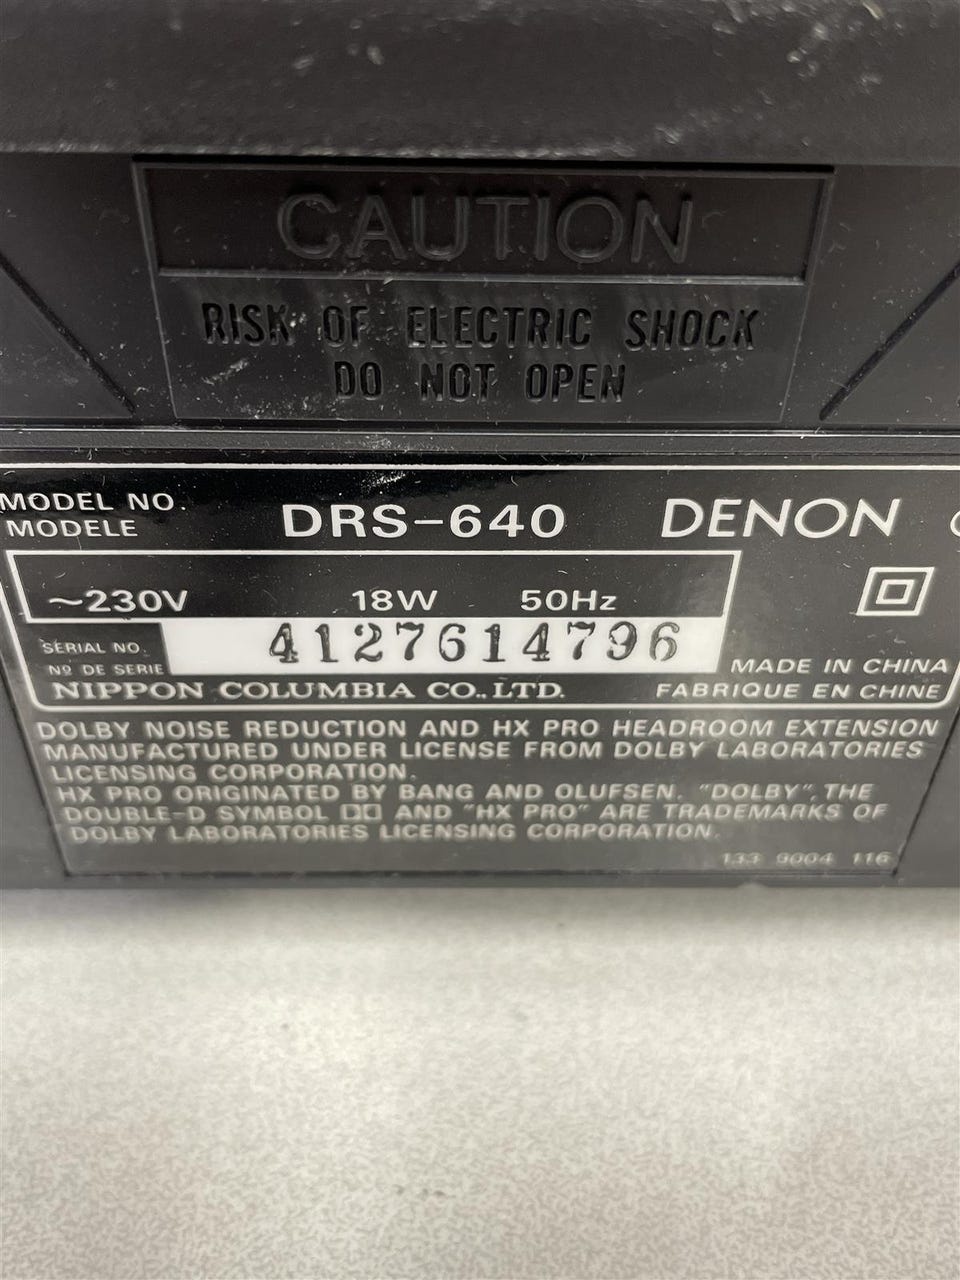 CAUTION
RISK OF ELECTRIC SHOCK
DO NOT OPEN
MODEL NO.
MODELE
DRS-640 DENON
~230V 18W 50Hz
SERIAL NO.
Nº DE SERIE
4127614796
MADE IN CHINA
NIPPON COLUMBIA CO.,LTD. FABRIQUE EN CHINE
DOLBY NOISE REDUCTION AND HX PRO HEADROOM EXTENSION
MANUFACTURED UNDER LICENSE FROM DOLBY LABORATORIES
LICENSING CORPORATION.
HX PRO ORIGINATED BY BANG AND OLUFSEN. "DOLBY", THE
DOUBLE-D SYMBOL AND "HX PRO" ARE TRADEMARKS OF
DOLBY LABORATORIES LICENSING CORPORATION.
133 9004 116